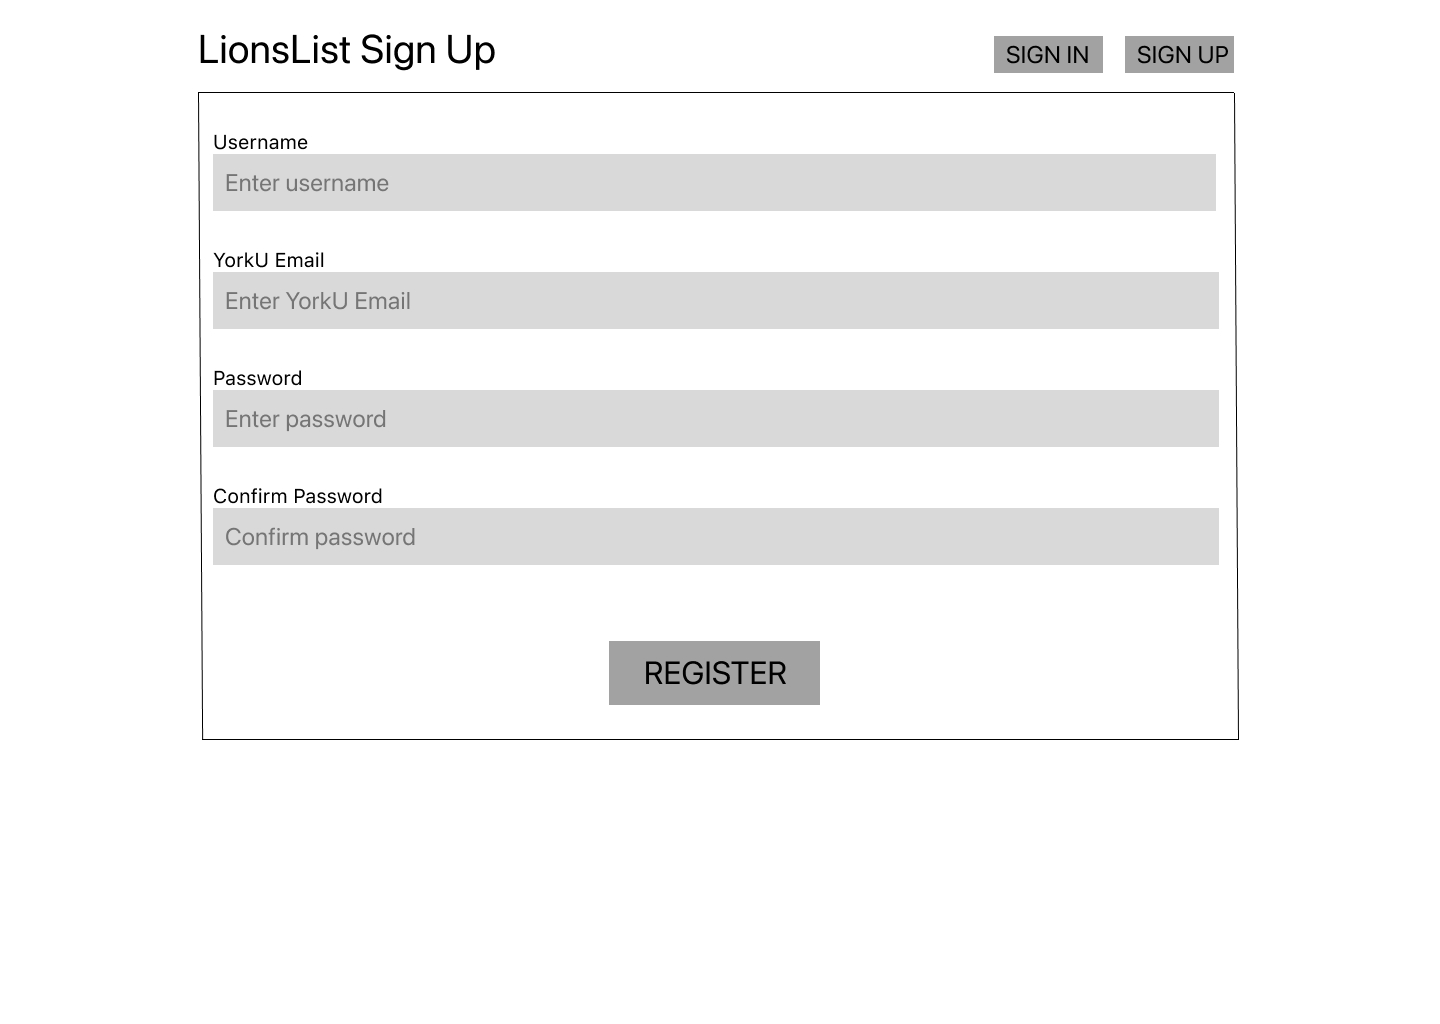 LionsList Sign Up
SIGN IN
SIGN UP
Username
Enter username
YorkU Email
Enter YorkU Email
Password
Enter password
Confirm Password
Confirm password
REGISTER